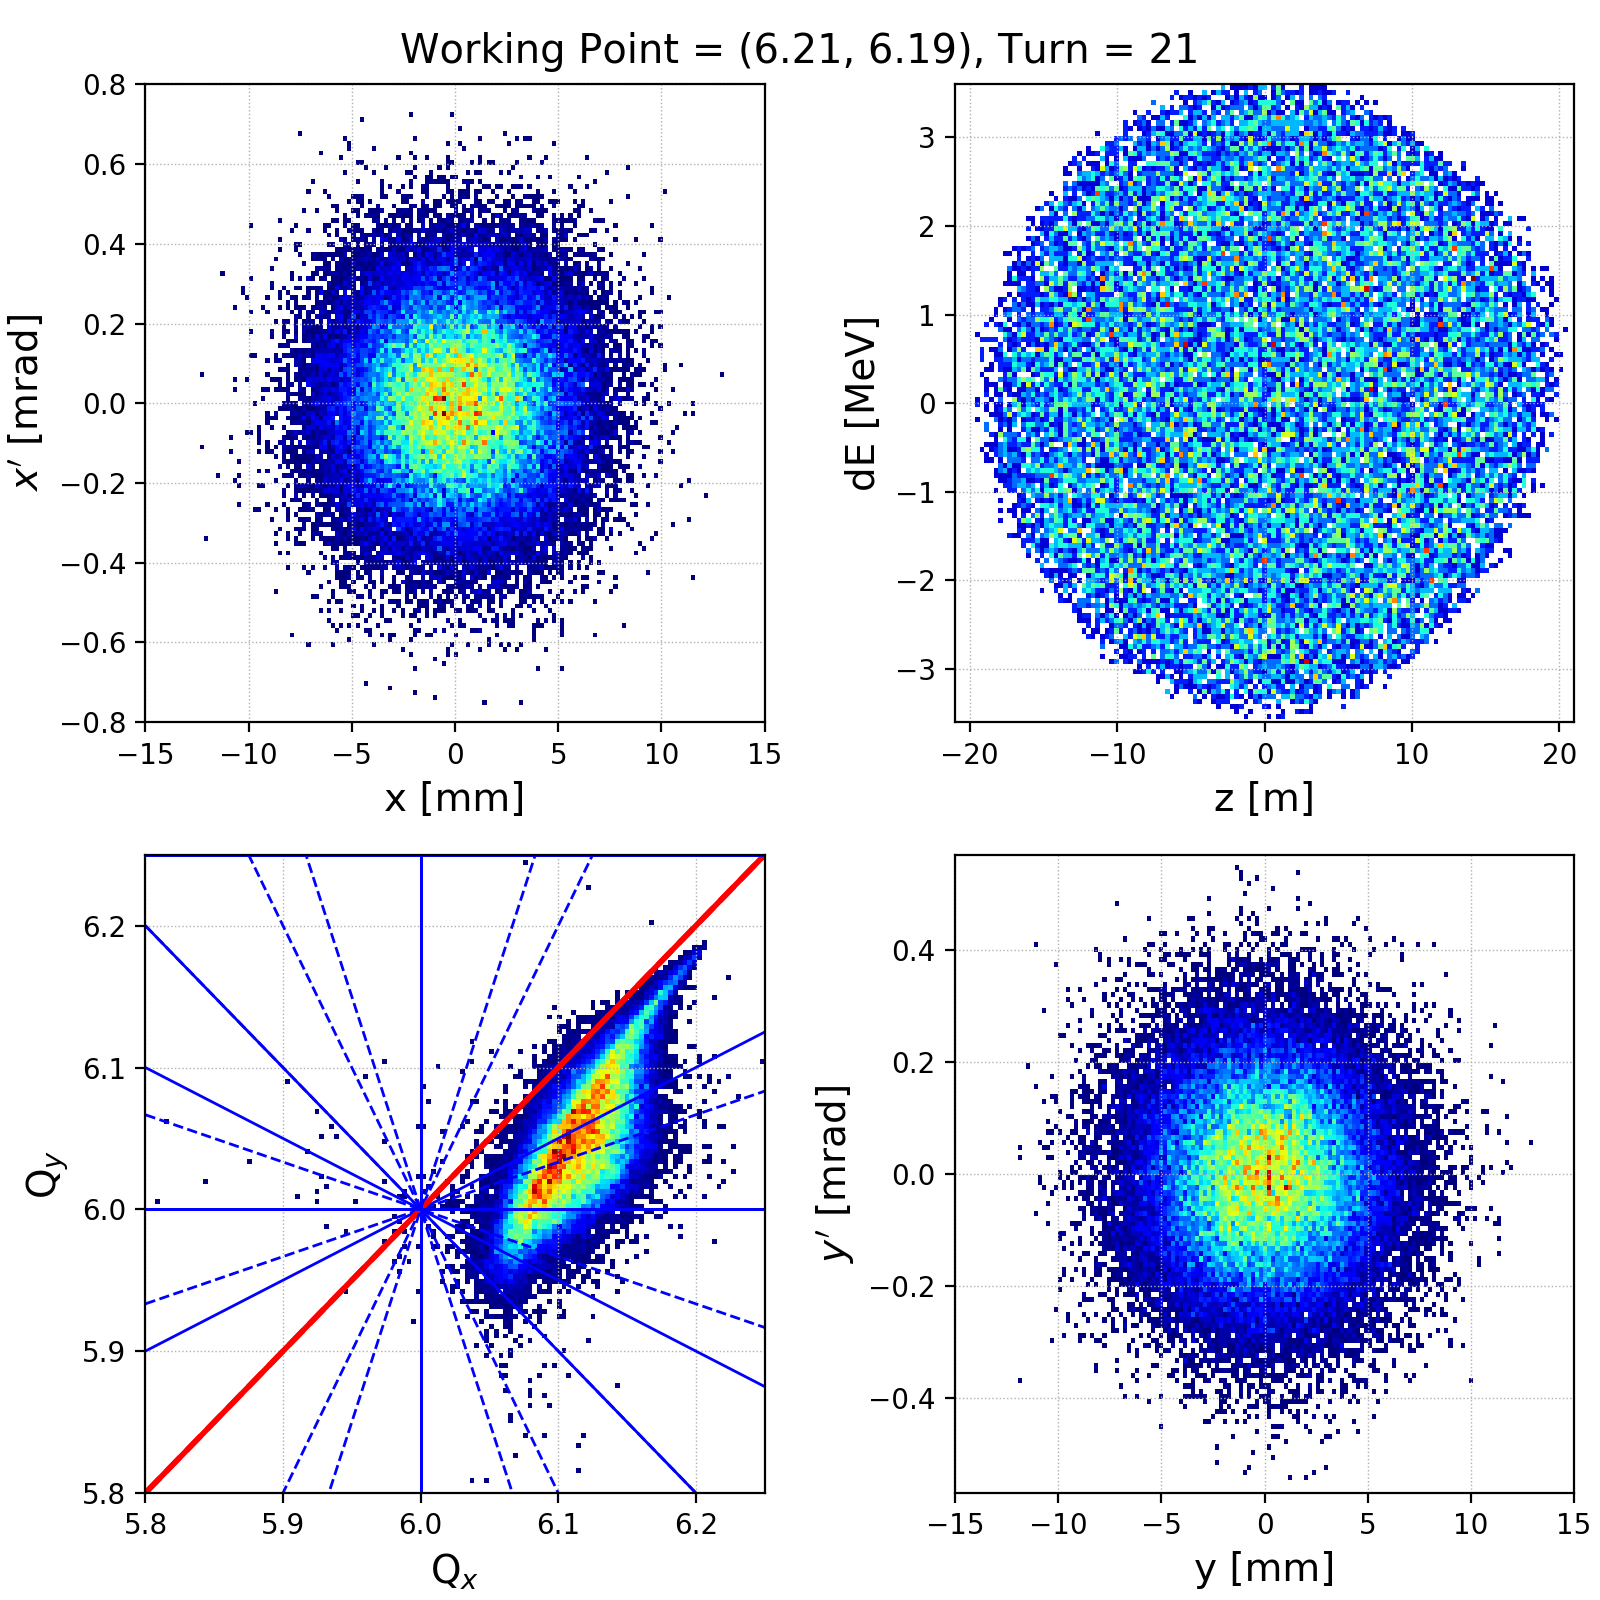 Working Point = (6.21, 6.19), Turn = 21
0.8
0.6
0.4
0.2
0.0
−0.2
−0.4
−0.6
−0.8
x′ [mrad]
−15 −10 −5 0 5 10 15
x [mm]
3
2
1
0
−1
−2
−3
dE [MeV]
−20 −10 0 10 20
z [m]
6.2
6.1
6.0
5.9
5.8
Qy
5.8 5.9 6.0 6.1 6.2
Qx
0.4
0.2
0.0
−0.2
−0.4
y′ [mrad]
−15 −10 −5 0 5 10 15
y [mm]